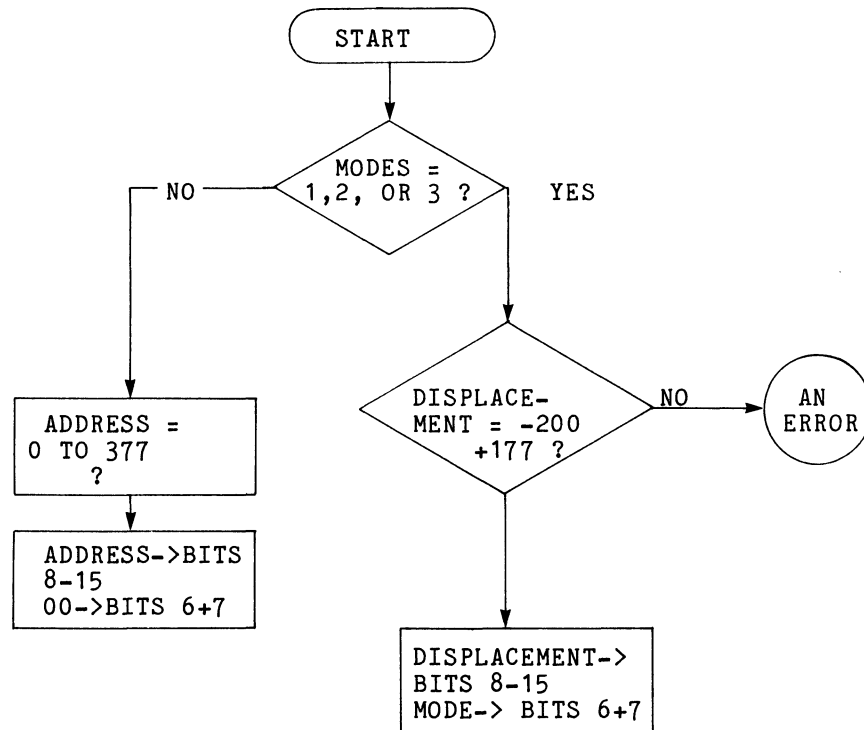 START
MODES =
1,2, OR 3 ?
NO
YES
DISPLACE-
MENT = -200
+177 ?
NO
AN
ERROR
ADDRESS =
0 TO 377
?
ADDRESS->BITS
8-15
00->BITS 6+7
DISPLACEMENT->
BITS 8-15
MODE-> BITS 6+7